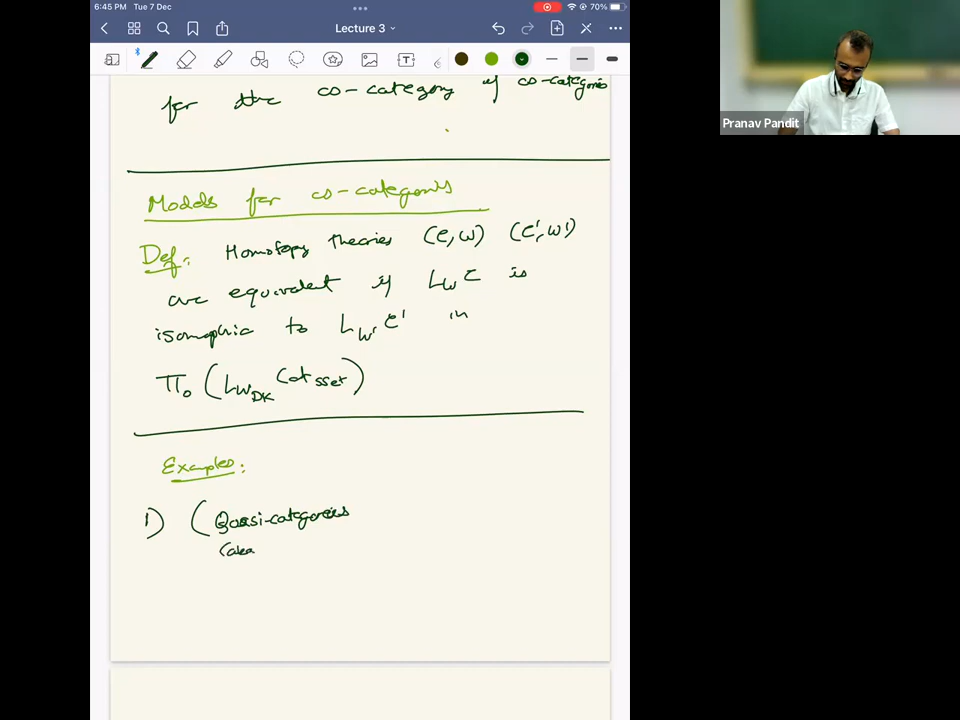 6:45 PM Tue 7 Dec
70%
Lecture 3
for the ∞-category of ∞-categories
Models for ∞-categories
Def: Homotopy theories (C, W) (C', W')
are equivalent if L_W C is
isomorphic to L_W' C' in
π₀ (L_W_DK Cat_sset)
Examples:
1) (Quasi-categories
(aka
Pranav Pandit